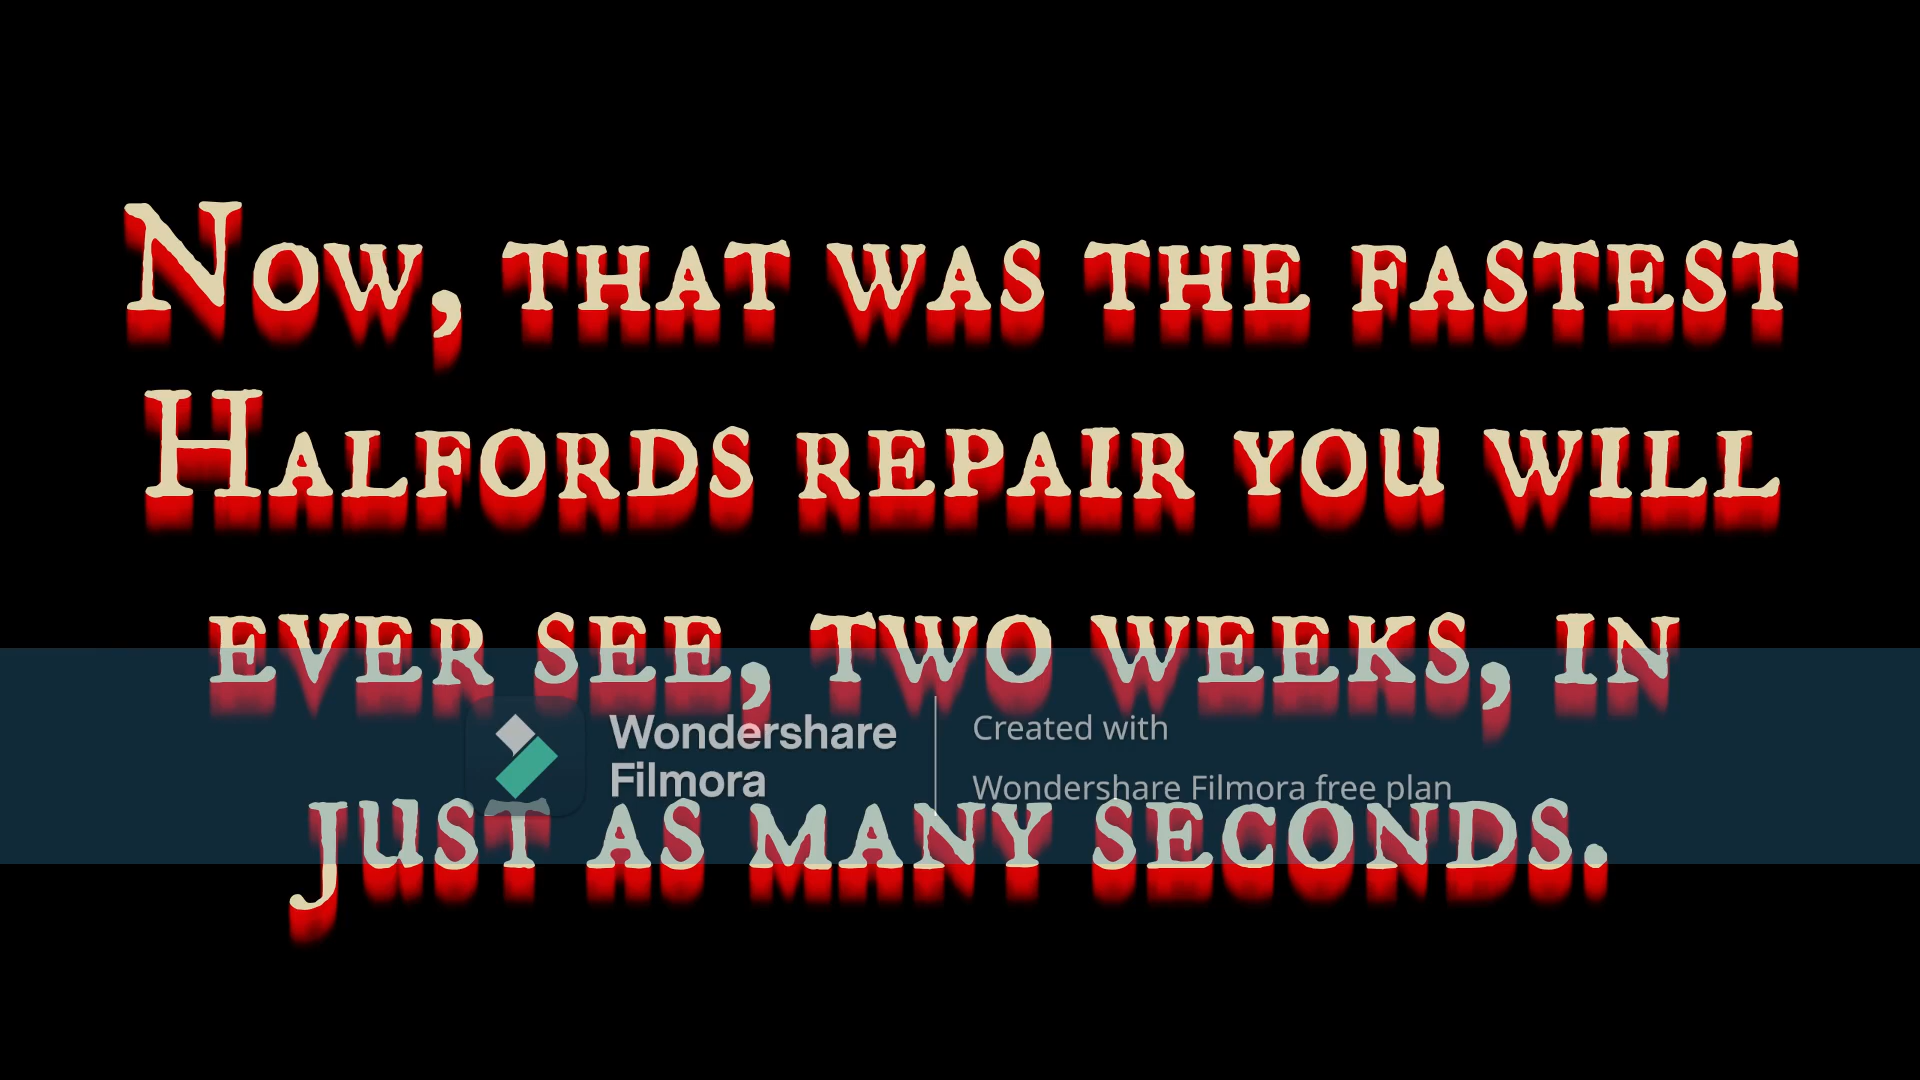 Now, that was the fastest
Halfords repair you will
ever see, two weeks, in
Wondershare
Filmora
Created with
Wondershare Filmora free plan
just as many seconds.